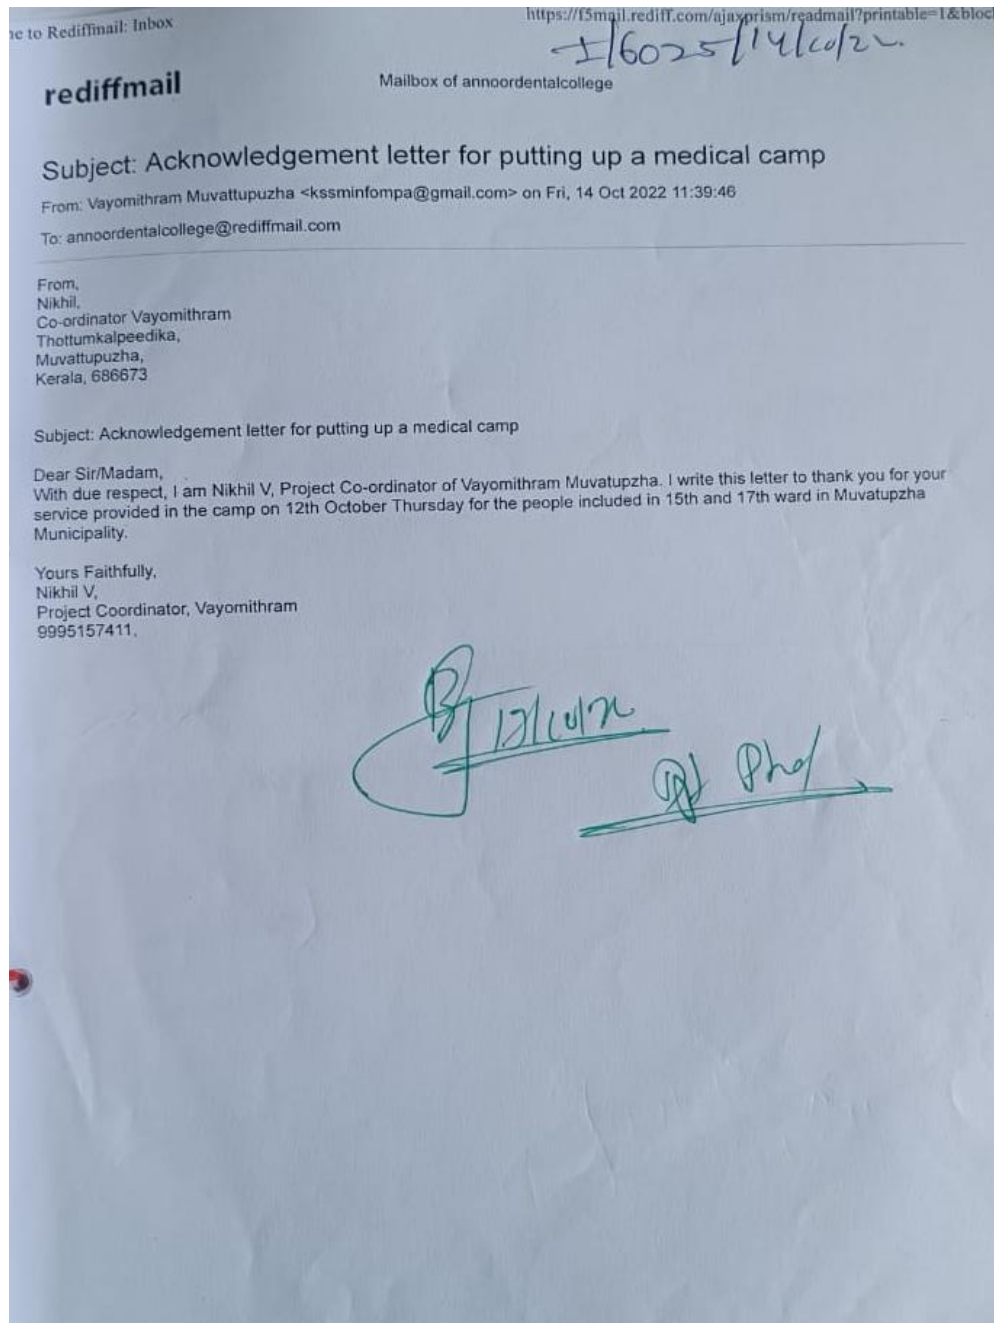 ne to Rediffmail: Inbox
https://f5mail.rediff.com/ajaxprism/readmail?printable=1&bloc
I/6025/14/10/22.
rediffmail
Mailbox of annoordentalcollege
Subject: Acknowledgement letter for putting up a medical camp
From: Vayomithram Muvattupuzha <kssminfompa@gmail.com> on Fri, 14 Oct 2022 11:39:46
To: annoordentalcollege@rediffmail.com
From,
Nikhil,
Co-ordinator Vayomithram
Thottumkalpeedika,
Muvattupuzha,
Kerala, 686673
Subject: Acknowledgement letter for putting up a medical camp
Dear Sir/Madam,
With due respect, I am Nikhil V, Project Co-ordinator of Vayomithram Muvatupzha. I write this letter to thank you for your
service provided in the camp on 12th October Thursday for the people included in 15th and 17th ward in Muvatupzha
Municipality.
Yours Faithfully,
Nikhil V,
Project Coordinator, Vayomithram
9995157411.